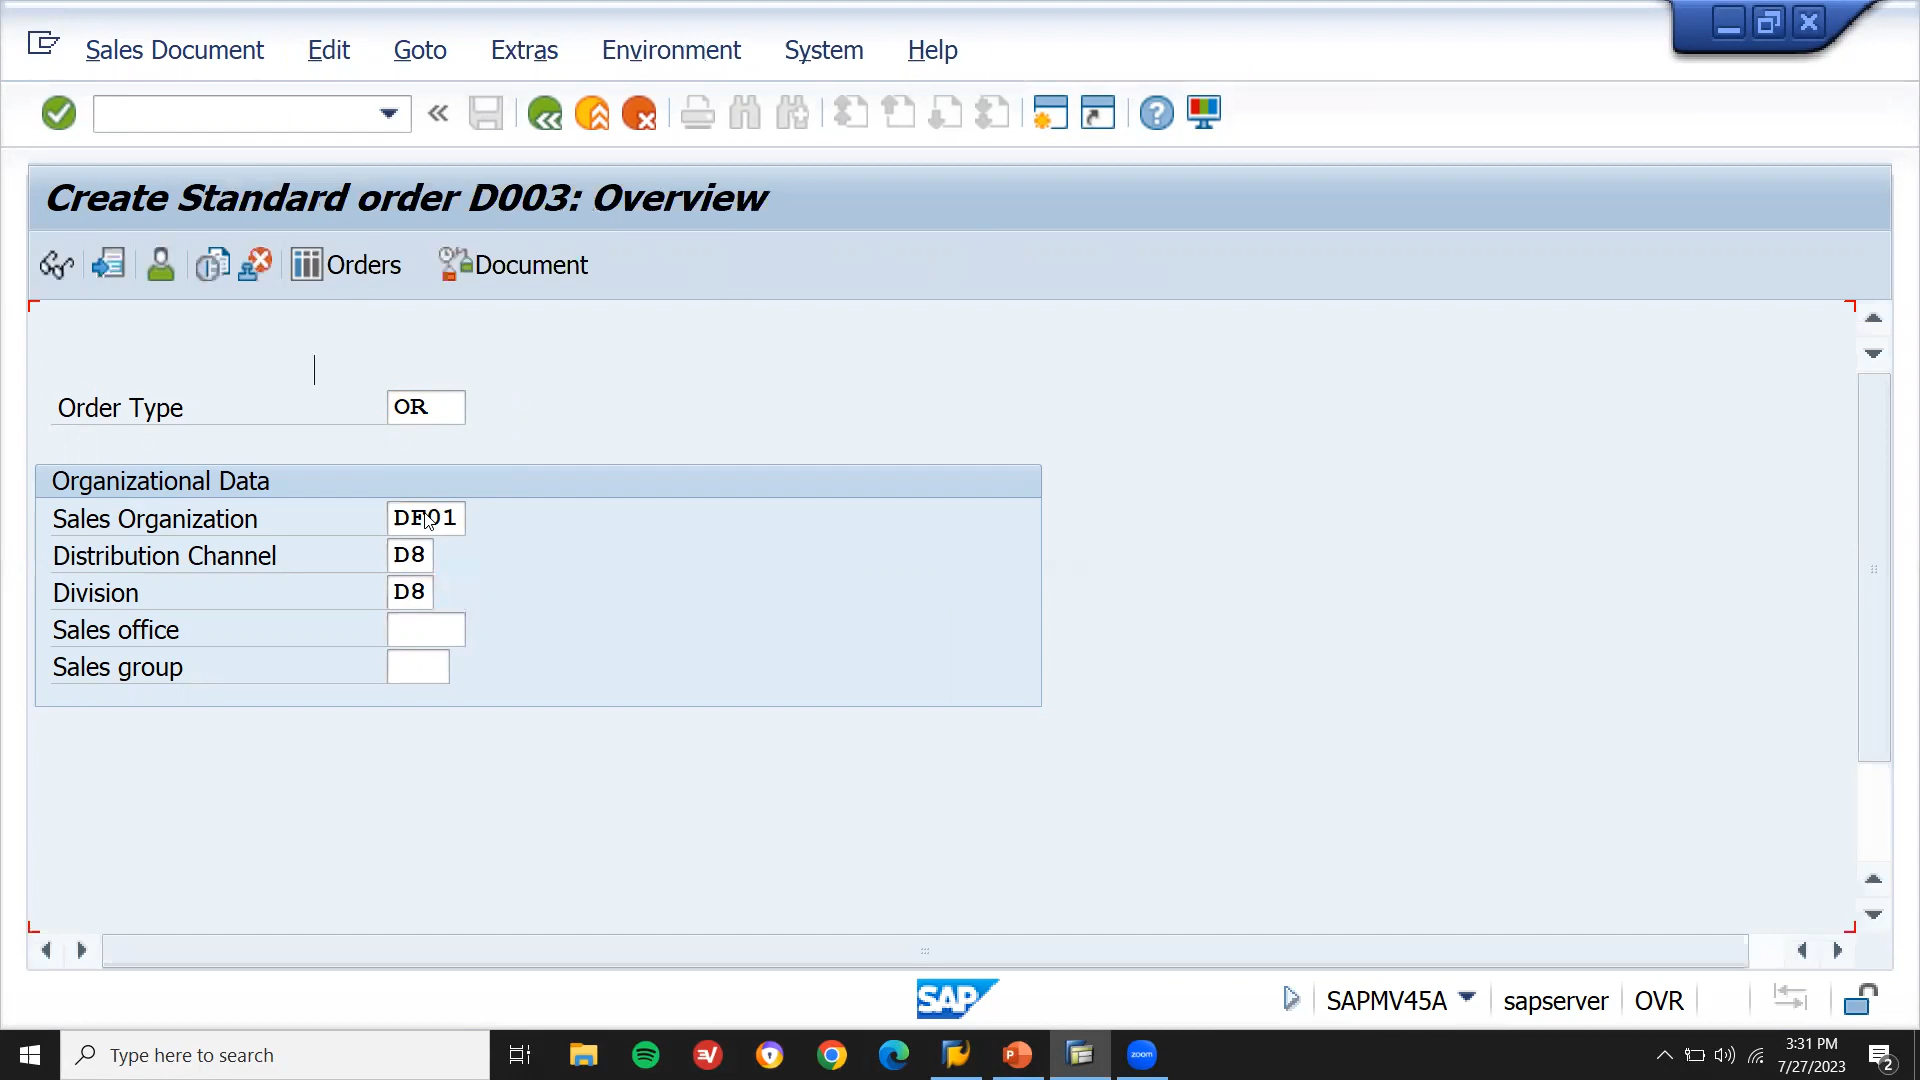 Sales Document Edit Goto Extras Environment System Help
Create Standard order D003: Overview
Orders Document
Order Type OR
Organizational Data
Sales Organization
Distribution Channel D8
Division D8
Sales office
Sales group
SAP SAPMV45A sapserver OVR
Type here to search
P
zoom
3:31 PM
7/27/2023
2